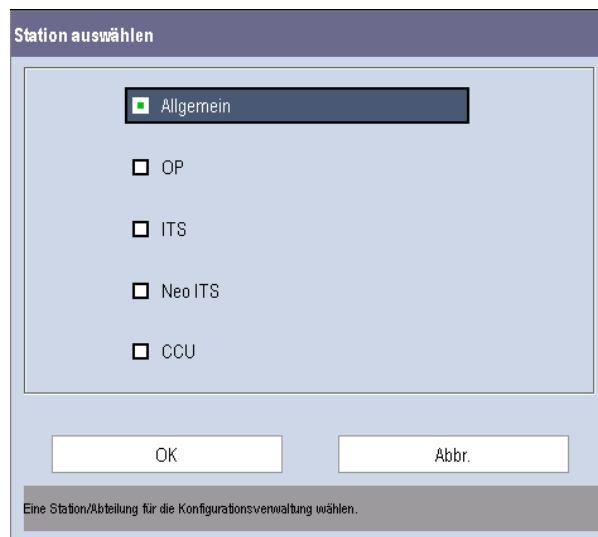 Station auswählen
Allgemein
OP
ITS
Neo ITS
CCU
OK
Abbr.
Eine Station/Abteilung für die Konfigurationsverwaltung wählen.